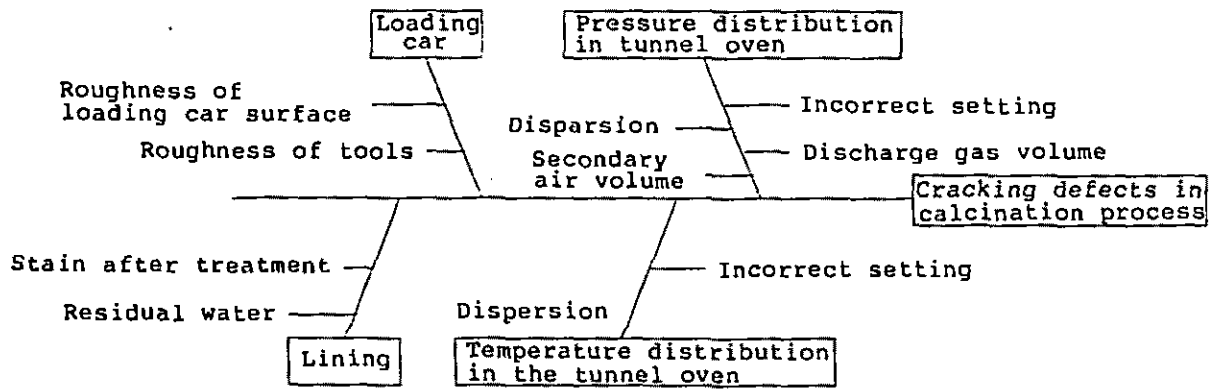 Loading
car
Pressure distribution
in tunnel oven
Roughness of
loading car surface
Roughness of tools
Incorrect setting
Disparsion
Discharge gas volume
Secondary
air volume
Cracking defects in
calcination process
Stain after treatment
Residual water
Lining
Incorrect setting
Dispersion
Temperature distribution
in the tunnel oven